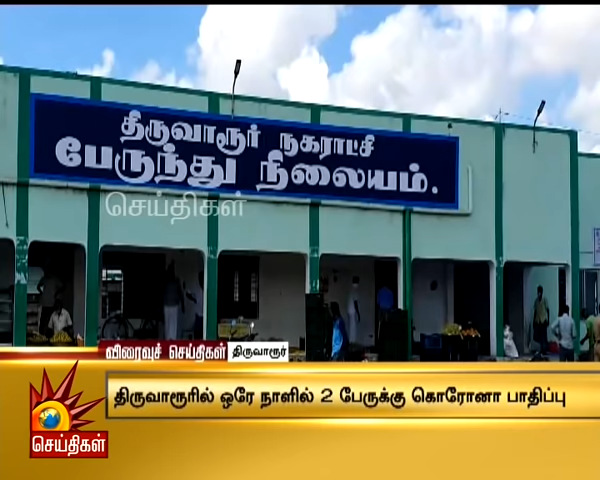 திருவாரூர் நகராட்சி
பேருந்து நிலையம்.
செய்திகள்
விரைவுச் செய்திகள் திருவாரூர்
திருவாரூரில் ஒரே நாளில் 2 பேருக்கு கொரோனா பாதிப்பு
செய்திகள்